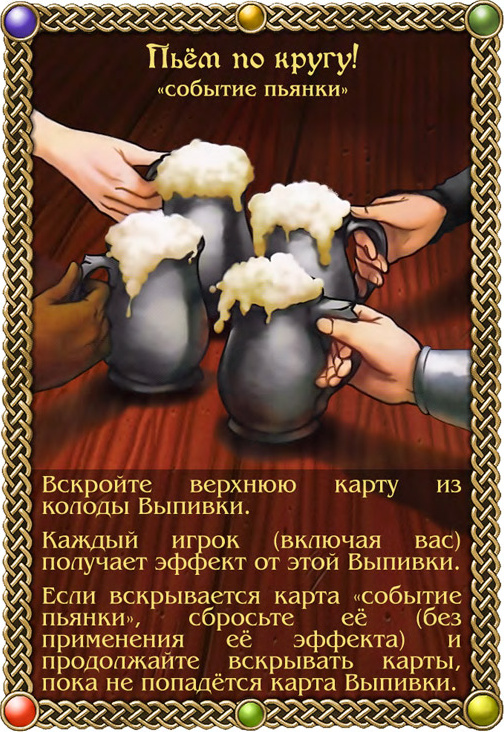 Пьём по кругу!
«событие пьянки»
Вскройте верхнюю карту из
колоды Выпивки.
Каждый игрок (включая вас)
получает эффект от этой Выпивки.
Если вскрывается карта «событие
пьянки», сбросьте её (без
применения её эффекта) и
продолжайте вскрывать карты,
пока не попадётся карта Выпивки.